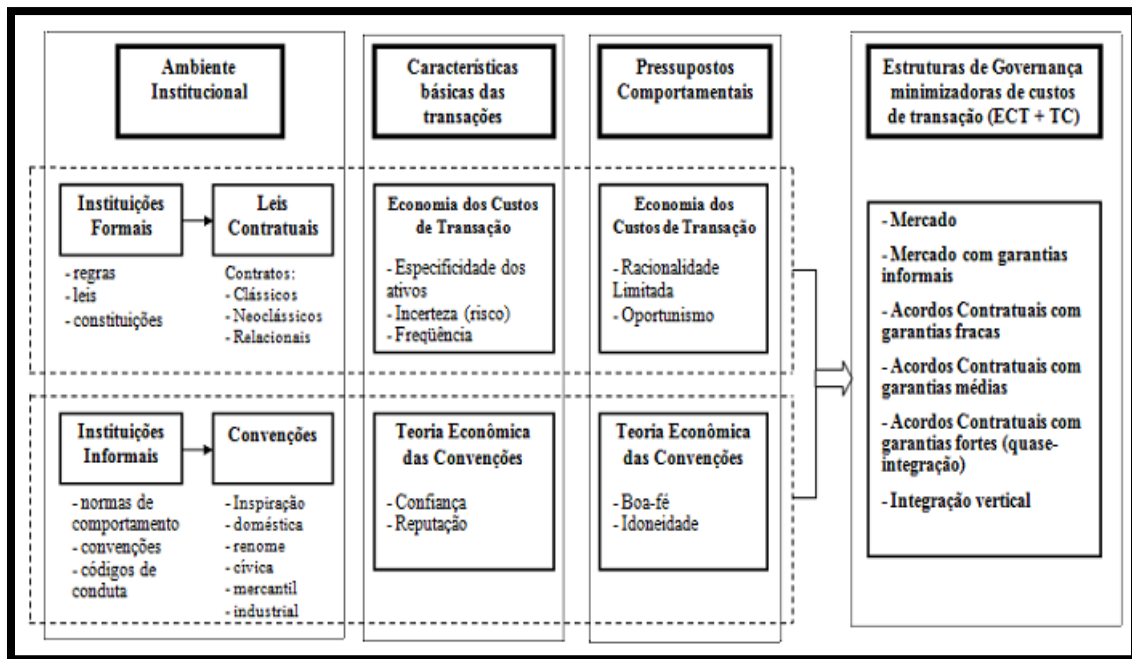 Ambiente
Institucional
Características
básicas das
transações
Pressupostos
Comportamentais
Estruturas de Governança
minimizadoras de custos
de transação (ECT + TC)
Instituições
Formais
- regras
- leis
- constituições
Leis
Contratuais
Contratos:
- Clássicos
- Neoclássicos
- Relacionais
Economia dos Custos
de Transação
- Especificidade dos
ativos
- Incerteza (risco)
- Freqüência
Economia dos
Custos de Transação
- Racionalidade
Limitada
- Oportunismo
Instituições
Informais
- normas de
comportamento
- convenções
- códigos de
conduta
Convenções
- Inspiração
- doméstica
- renome
- cívica
- mercantil
- industrial
Teoria Econômica
das Convenções
- Confiança
- Reputação
Teoria Econômica
das Convenções
- Boa-fé
- Idoneidade
- Mercado
- Mercado com garantias
informais
- Acordos Contratuais com
garantias fracas
- Acordos Contratuais com
garantias médias
- Acordos Contratuais com
garantias fortes (quase-
integração)
- Integração vertical